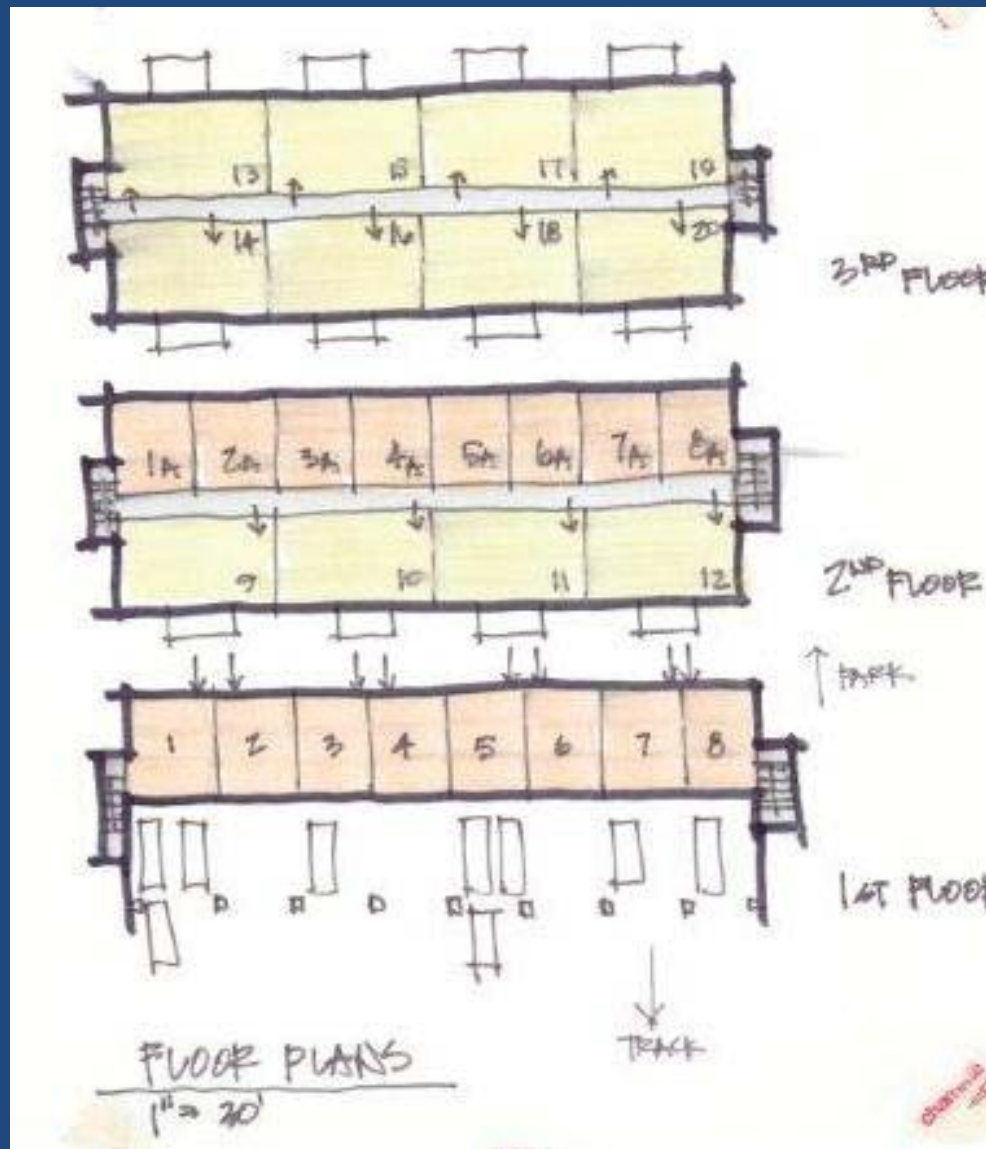 13 15 17 19
14 16 18 20
3RD FLOOR
1A 2A 3A 4A 5A 6A 7A 8A
9 10 11 12
2ND FLOOR
PARK
1 2 3 4 5 6 7 8
1ST FLOOR
TRACK
FLOOR PLANS
1" = 30'